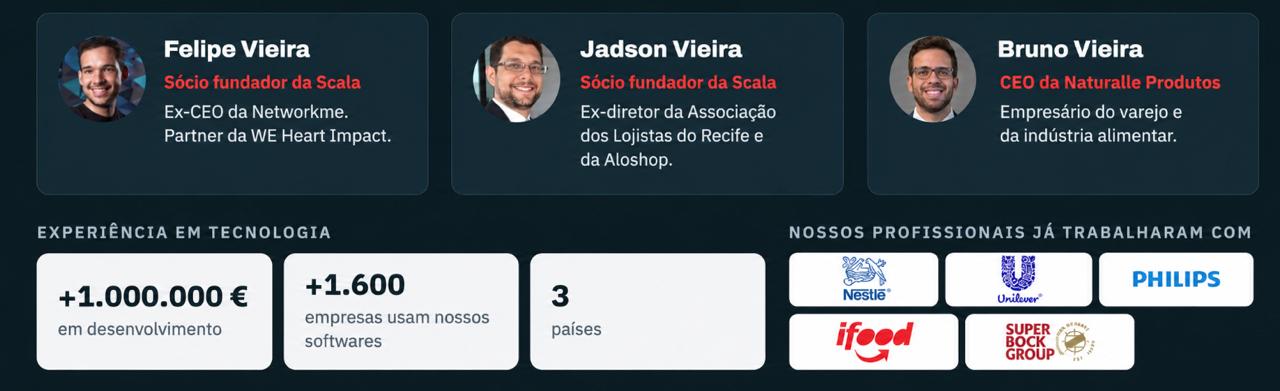 Felipe Vieira
Sócio fundador da Scala
Ex-CEO da Networkme.
Partner da WE Heart Impact.
Jadson Vieira
Sócio fundador da Scala
Ex-diretor da Associação
dos Lojistas do Recife e
da Aloshop.
Bruno Vieira
CEO da Naturalle Produtos
Empresário do varejo e
da indústria alimentar.
EXPERIÊNCIA EM TECNOLOGIA
+1.000.000 €
em desenvolvimento
+1.600
empresas usam nossos
softwares
3
países
NOSSOS PROFISSIONAIS JÁ TRABALHARAM COM
Nestlé
Unilever
PHILIPS
ifood
SUPER
BOCK
GROUP